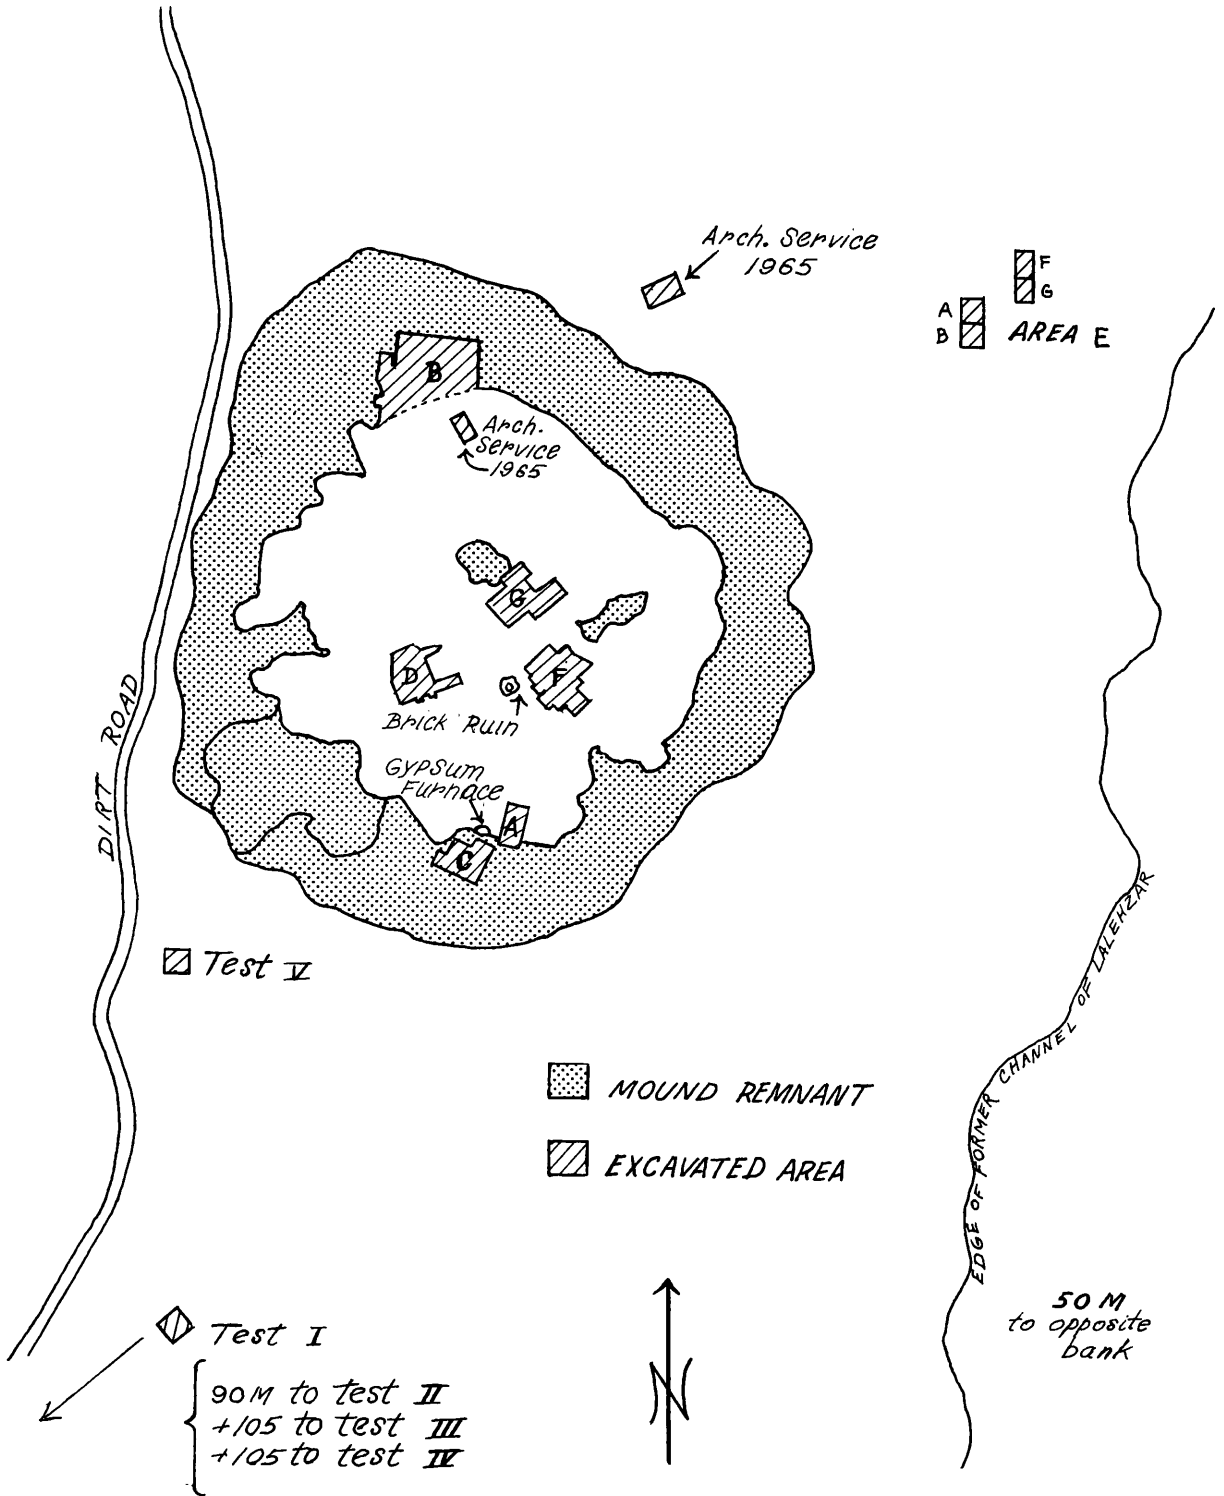 Arch. Service
1965
F
G
A
B
AREA E
B
Arch.
Service
1965
G
D
F
Brick Ruin
Gypsum
Furnace
A
C
DIRT ROAD
EDGE OF FORMER CHANNEL OF LALEHZAR
Test V
MOUND REMNANT
EXCAVATED AREA
Test I
90M to test II
+105 to test III
+105 to test IV
N
50 M
to opposite
bank